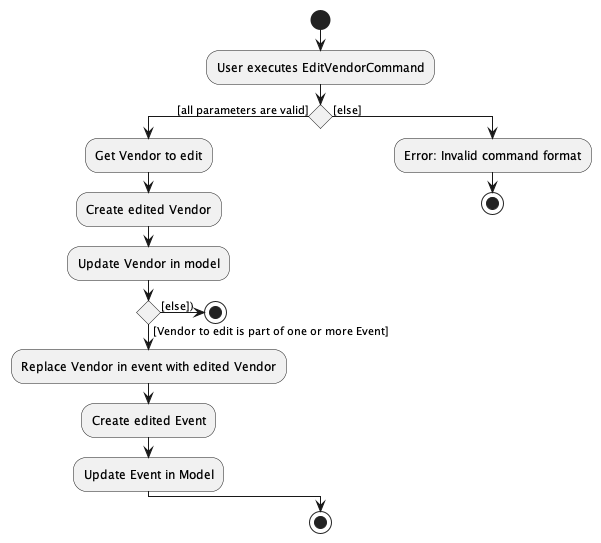 User executes EditVendorCommand
[all parameters are valid]
[else]
Get Vendor to edit
Error: Invalid command format
Create edited Vendor
Update Vendor in model
[else])
[Vendor to edit is part of one or more Event]
Replace Vendor in event with edited Vendor
Create edited Event
Update Event in Model